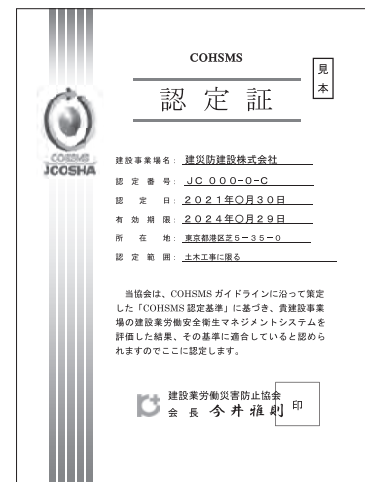 COHSMS
見本
認定証
COHSMS
JCOSHA
建設事業場名： 建災防建設株式会社
認定番号： JC 000-0-C
認定日： 2021年○月30日
有効期限： 2024年○月29日
所在地： 東京都港区芝5－35－0
認定範囲： 土木工事に限る
当協会は、COHSMS ガイドラインに沿って策定
した「COHSMS 認定基準」に基づき、貴建設事業
場の建設業労働安全衛生マネジメントシステムを
評価した結果、その基準に適合していると認めら
れますのでここに認定します。
建設業労働災害防止協会
会長 今井雅則 印